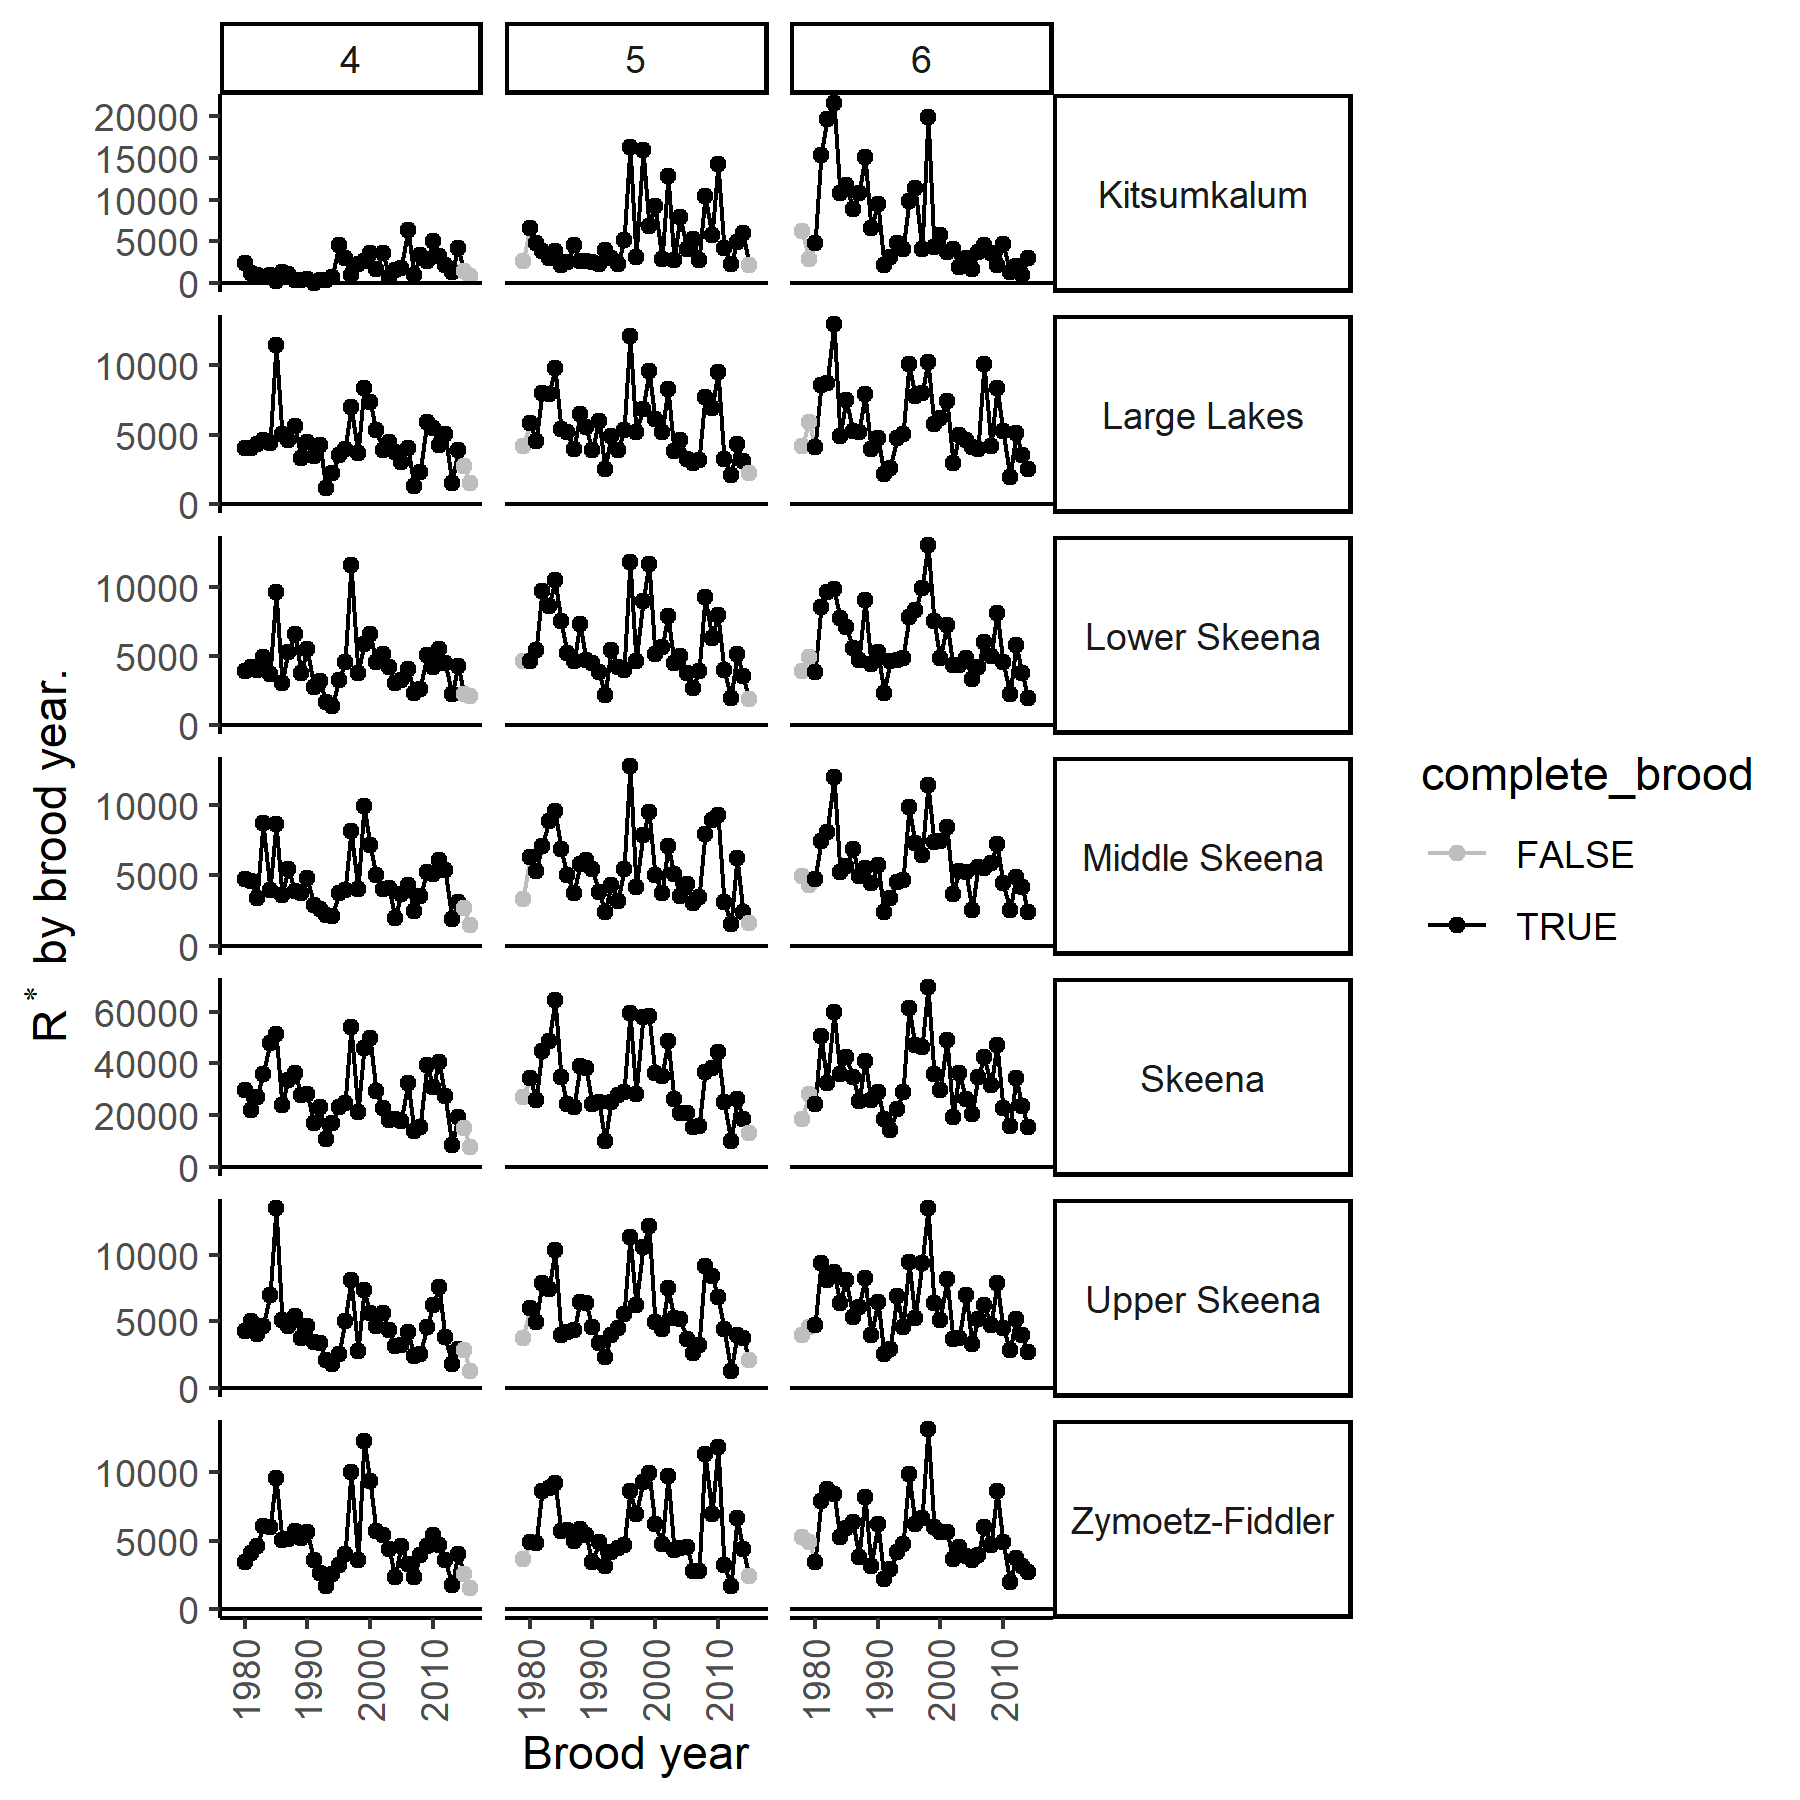 4 5 6
20000
15000
10000
5000
0
Kitsumkalum
10000
5000
0
Large Lakes
10000
5000
0
Lower Skeena
10000
5000
0
Middle Skeena
60000
40000
20000
0
Skeena
10000
5000
0
Upper Skeena
10000
5000
0
Zymoetz-Fiddler
1980 1990 2000 2010 1980 1990 2000 2010 1980 1990 2000 2010
Brood year
R* by brood year.
complete_brood
FALSE
TRUE